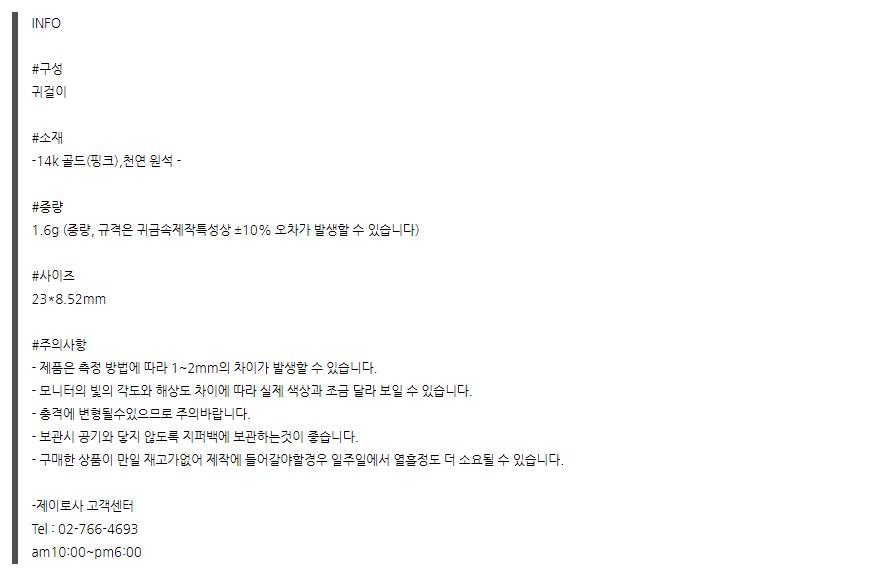 INFO
#구성
귀걸이
#소재
-14k 골드(핑크),천연 원석 -
#중량
1.6g (중량, 규격은 귀금속제작특성상 ±10% 오차가 발생할 수 있습니다)
#사이즈
23*8.52mm
#주의사항
- 제품은 측정 방법에 따라 1~2mm의 차이가 발생할 수 있습니다.
- 모니터의 빛의 각도와 해상도 차이에 따라 실제 색상과 조금 달라 보일 수 있습니다.
- 충격에 변형될수있으므로 주의바랍니다.
- 보관시 공기와 닿지 않도록 지퍼백에 보관하는것이 좋습니다.
- 구매한 상품이 만일 재고가없어 제작에 들어갈야할경우 일주일에서 열흘정도 더 소요될 수 있습니다.
-제이로사 고객센터
Tel : 02-766-4693
am10:00~pm6:00